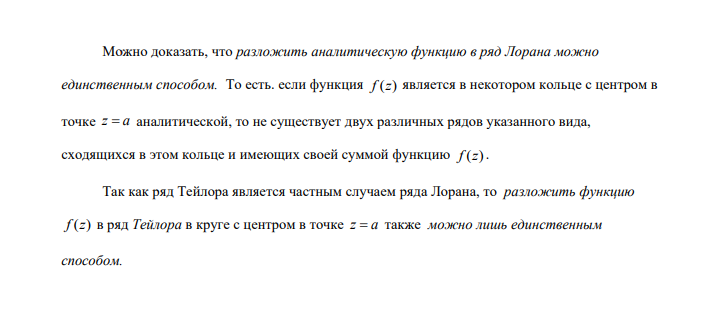 Можно доказать, что разложить аналитическую функцию в ряд Лорана можно
единственным способом. То есть. если функция f(z) является в некотором кольце с центром в
точке z = a аналитической, то не существует двух различных рядов указанного вида,
сходящихся в этом кольце и имеющих своей суммой функцию f(z).
Так как ряд Тейлора является частным случаем ряда Лорана, то разложить функцию
f(z) в ряд Тейлора в круге с центром в точке z = a также можно лишь единственным
способом.